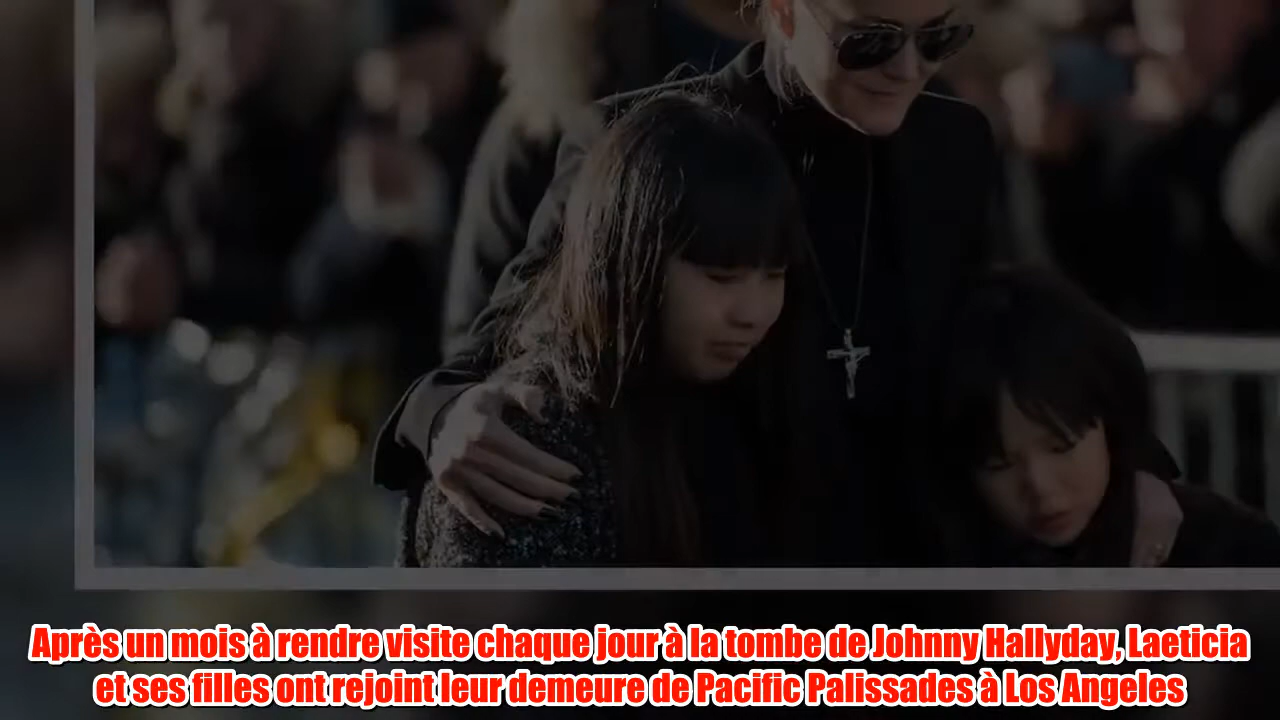 Après un mois à rendre visite chaque jour à la tombe de Johnny Hallyday, Laeticia
et ses filles ont rejoint leur demeure de Pacific Palissades à Los Angeles